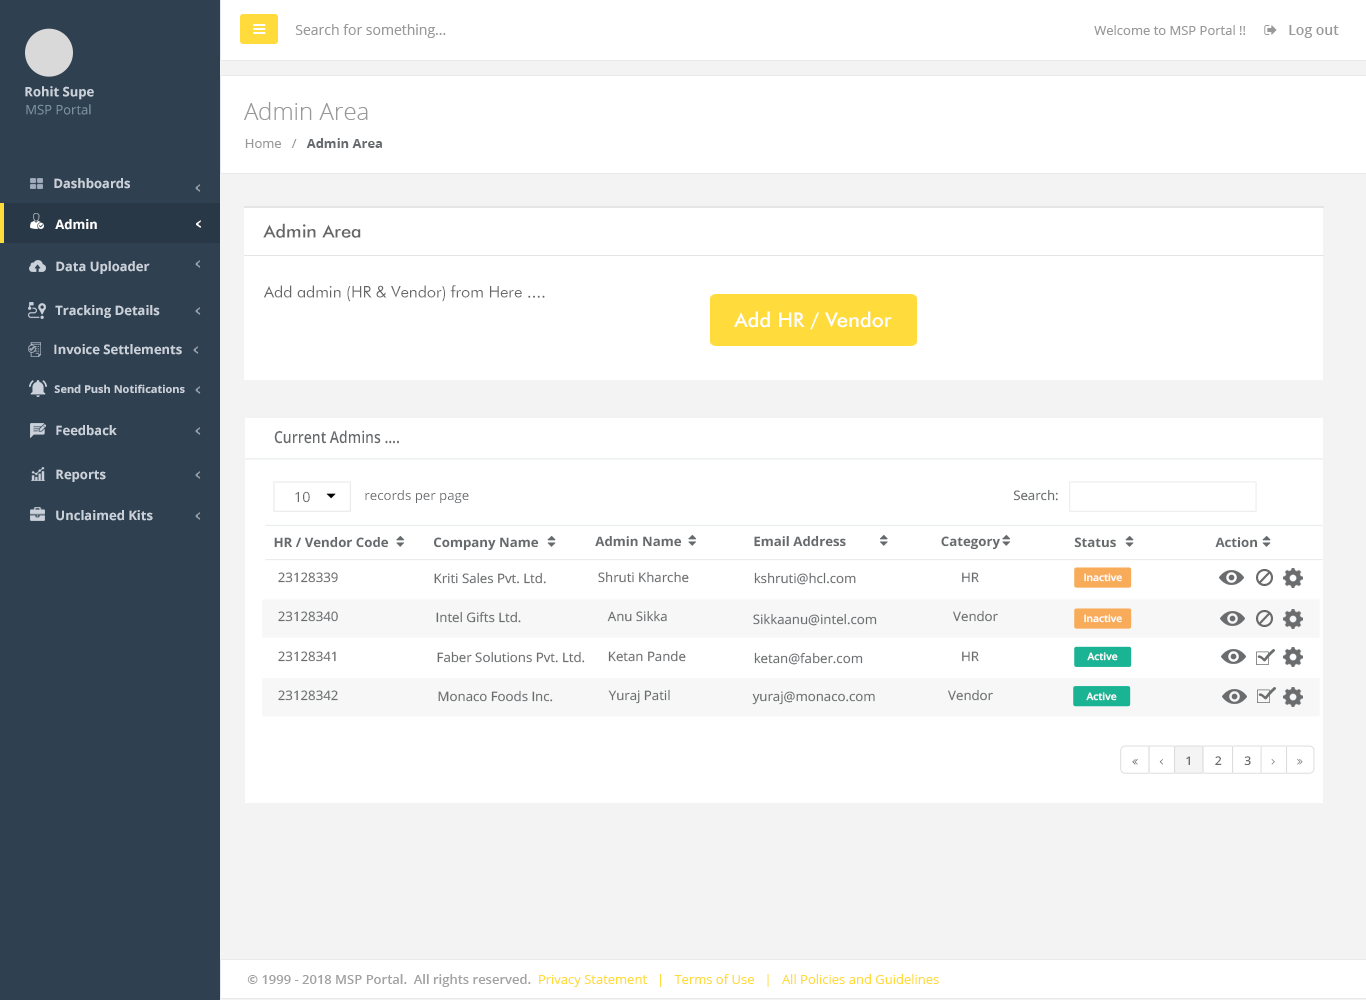 Rohit Supe
MSP Portal
Dashboards
Admin
Data Uploader
Tracking Details
Invoice Settlements
Send Push Notifications
Feedback
Reports
Unclaimed Kits
Search for something...
Welcome to MSP Portal !! Log out
Admin Area
Home / Admin Area
Admin Area
Add admin (HR & Vendor) from Here ....
Add HR / Vendor
Current Admins ....
10 records per page Search:
HR / Vendor Code Company Name Admin Name Email Address Category Status Action
23128339 Kriti Sales Pvt. Ltd. Shruti Kharche kshruti@hcl.com HR Inactive
23128340 Intel Gifts Ltd. Anu Sikka Sikkaanu@intel.com Vendor Inactive
23128341 Faber Solutions Pvt. Ltd. Ketan Pande ketan@faber.com HR Active
23128342 Monaco Foods Inc. Yuraj Patil yuraj@monaco.com Vendor Active
« ‹ 1 2 3 › »
© 1999 - 2018 MSP Portal. All rights reserved. Privacy Statement | Terms of Use | All Policies and Guidelines